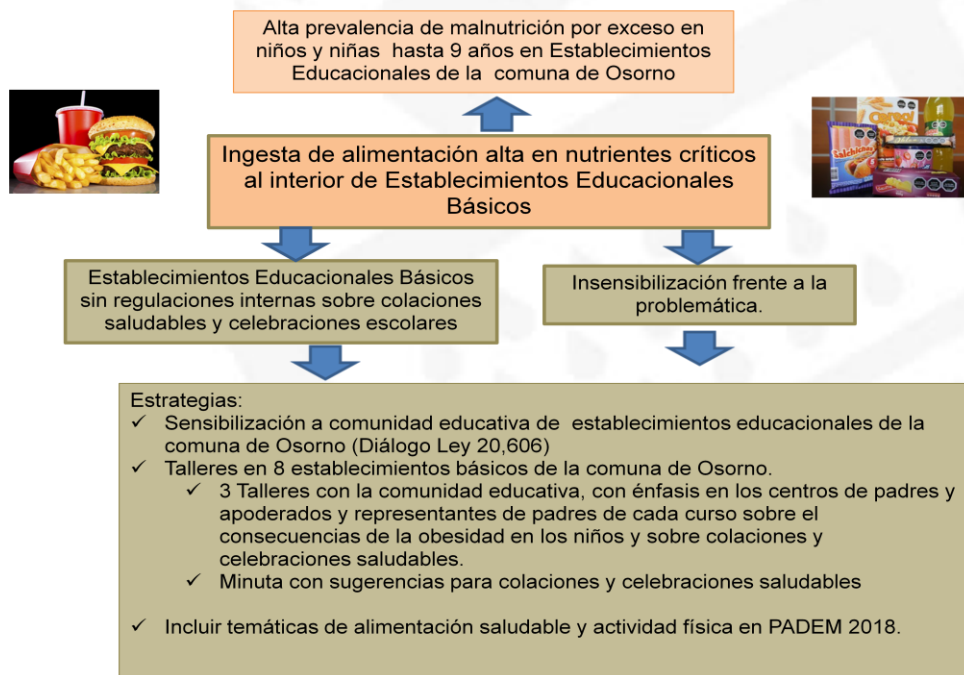 Alta prevalencia de malnutrición por exceso en
niños y niñas hasta 9 años en Establecimientos
Educacionales de la comuna de Osorno
Ingesta de alimentación alta en nutrientes críticos
al interior de Establecimientos Educacionales
Básicos
Establecimientos Educacionales Básicos
sin regulaciones internas sobre colaciones
saludables y celebraciones escolares
Insensibilización frente a la
problemática.
Estrategias:
✓ Sensibilización a comunidad educativa de establecimientos educacionales de la
comuna de Osorno (Diálogo Ley 20,606)
✓ Talleres en 8 establecimientos básicos de la comuna de Osorno.
✓ 3 Talleres con la comunidad educativa, con énfasis en los centros de padres y
apoderados y representantes de padres de cada curso sobre el
consecuencias de la obesidad en los niños y sobre colaciones y
celebraciones saludables.
✓ Minuta con sugerencias para colaciones y celebraciones saludables
✓ Incluir temáticas de alimentación saludable y actividad física en PADEM 2018.